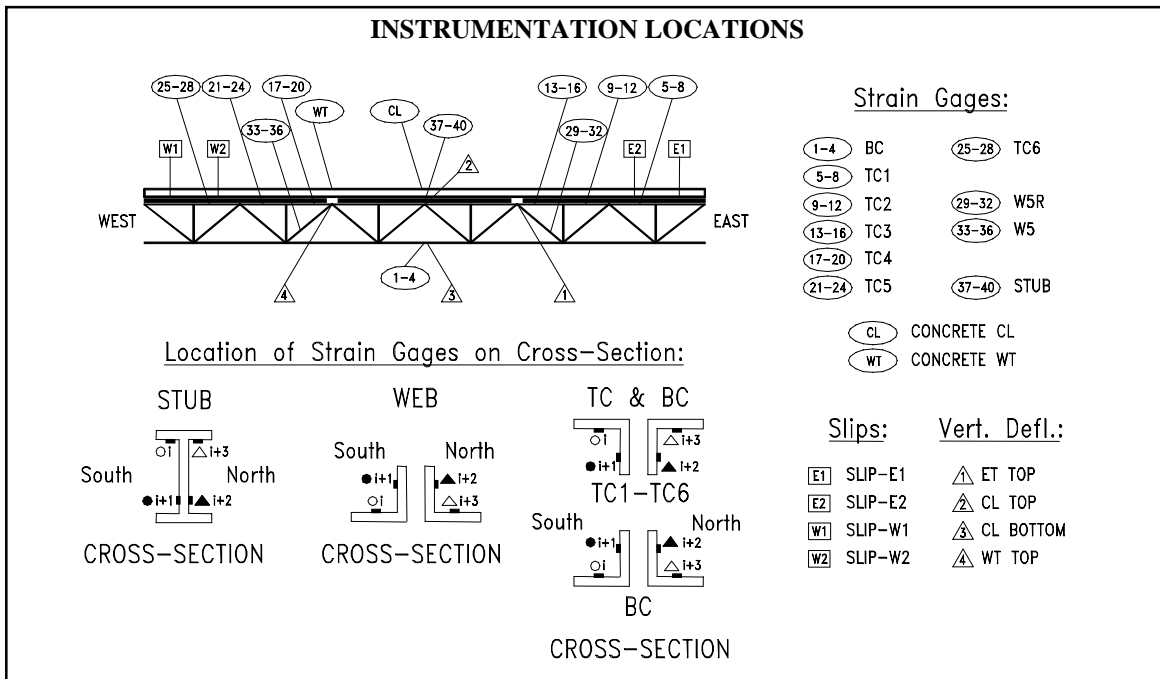 INSTRUMENTATION LOCATIONS
25-28
21-24
17-20
WT
CL
13-16
9-12
5-8
33-36
37-40
29-32
W1
W2
2
E2
E1
WEST
EAST
4
1-4
3
1
Strain Gages:
1-4 BC
25-28 TC6
5-8 TC1
9-12 TC2
29-32 W5R
13-16 TC3
33-36 W5
17-20 TC4
21-24 TC5
37-40 STUB
CL CONCRETE CL
WT CONCRETE WT
Location of Strain Gages on Cross-Section:
STUB
i
i+3
South
North
i+1
i+2
CROSS-SECTION
WEB
South
North
i+1
i+2
i
i+3
CROSS-SECTION
TC & BC
i
i+3
i+1
i+2
TC1-TC6
South
North
i+1
i+2
i
i+3
BC
CROSS-SECTION
Slips:
E1 SLIP-E1
E2 SLIP-E2
W1 SLIP-W1
W2 SLIP-W2
Vert. Defl.:
1 ET TOP
2 CL TOP
3 CL BOTTOM
4 WT TOP